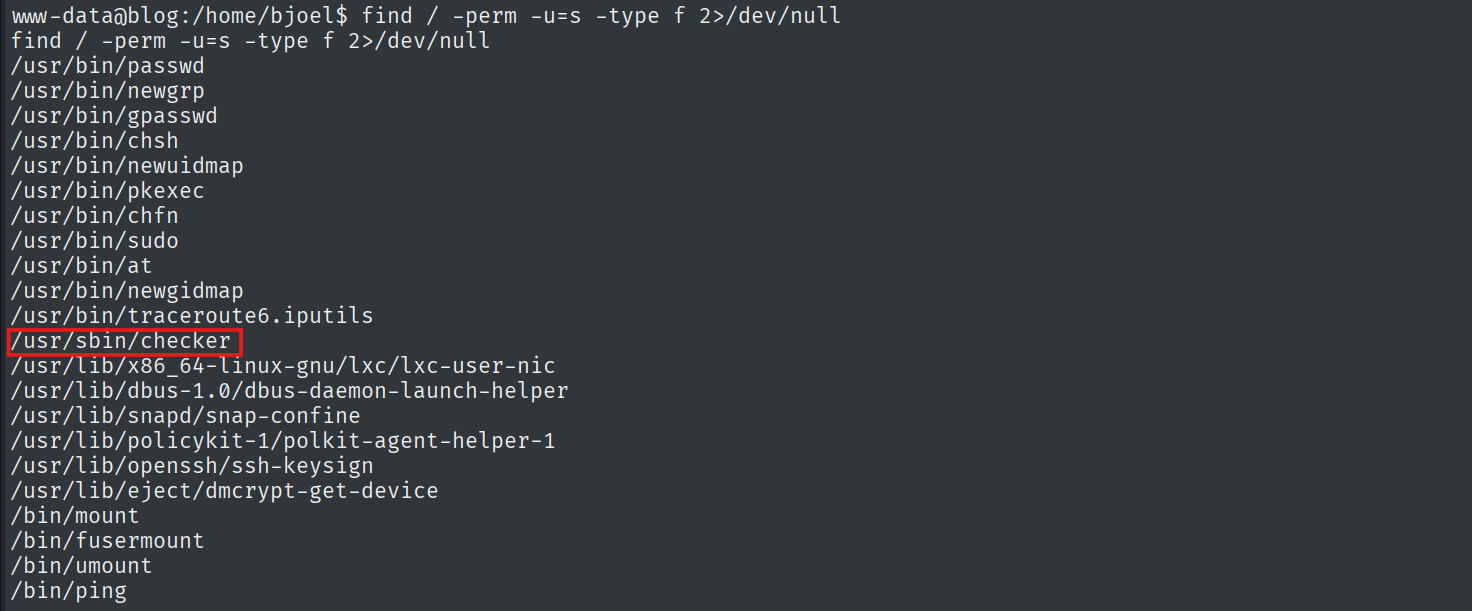 www-data@blog:/home/bjoel$ find / -perm -u=s -type f 2>/dev/null
find / -perm -u=s -type f 2>/dev/null
/usr/bin/passwd
/usr/bin/newgrp
/usr/bin/gpasswd
/usr/bin/chsh
/usr/bin/newuidmap
/usr/bin/pkexec
/usr/bin/chfn
/usr/bin/sudo
/usr/bin/at
/usr/bin/newgidmap
/usr/bin/traceroute6.iputils
/usr/sbin/checker
/usr/lib/x86_64-linux-gnu/lxc/lxc-user-nic
/usr/lib/dbus-1.0/dbus-daemon-launch-helper
/usr/lib/snapd/snap-confine
/usr/lib/policykit-1/polkit-agent-helper-1
/usr/lib/openssh/ssh-keysign
/usr/lib/eject/dmcrypt-get-device
/bin/mount
/bin/fusermount
/bin/umount
/bin/ping